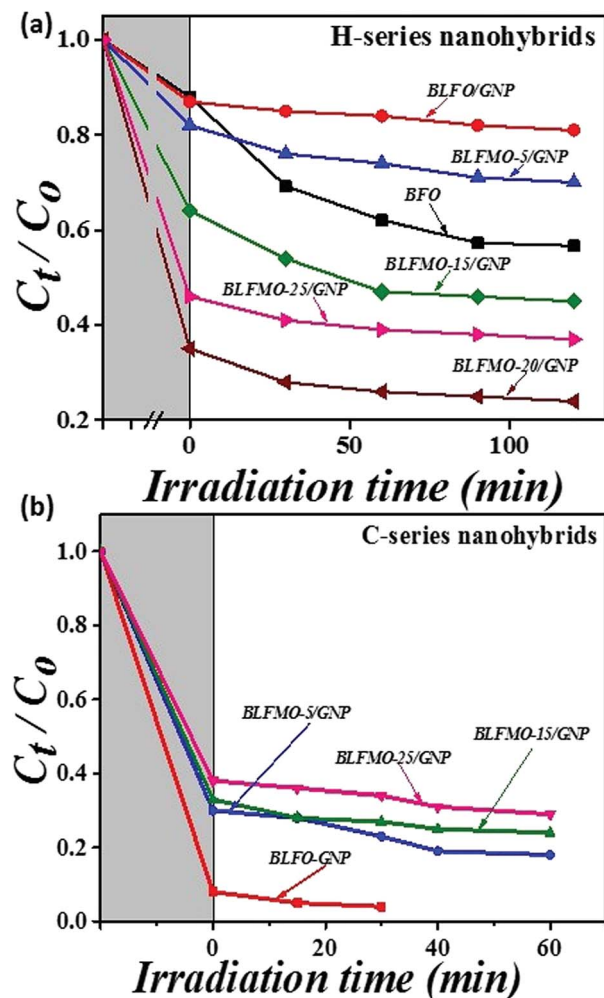 (a)
H-series nanohybrids
1.0
0.8
0.6
0.4
0.2
C_t / C_o
BLFO/GNP
BLFMO-5/GNP
BFO
BLFMO-15/GNP
BLFMO-25/GNP
BLFMO-20/GNP
0
50
100
Irradiation time (min)
(b)
C-series nanohybrids
1.0
0.8
0.6
0.4
0.2
0.0
C_t / C_o
BLFMO-5/GNP
BLFMO-15/GNP
BLFMO-25/GNP
BLFO-GNP
0
20
40
60
Irradiation time (min)